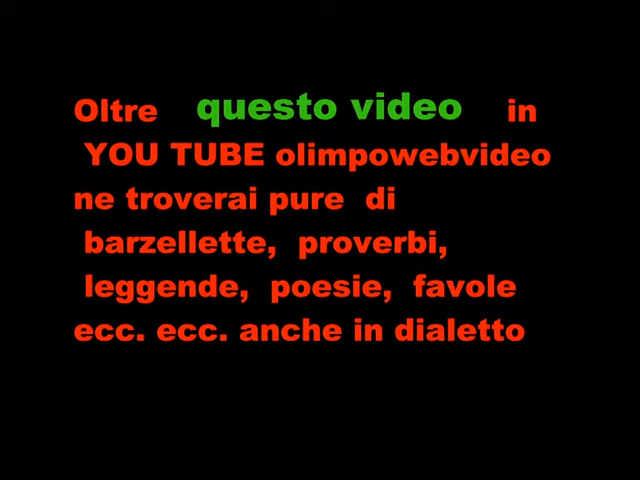 Oltre questo video in
YOU TUBE olimpowebvideo
ne troverai pure di
barzellette, proverbi,
leggende, poesie, favole
ecc. ecc. anche in dialetto